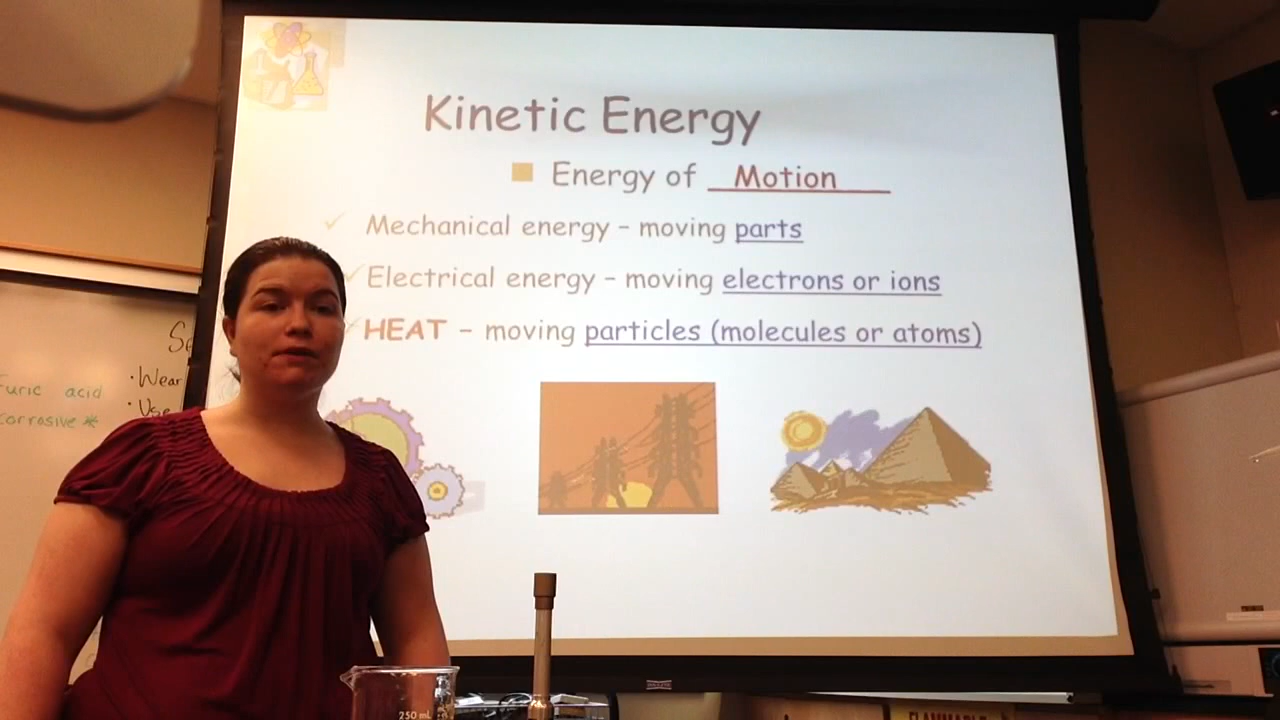 Kinetic Energy
Energy of Motion
Mechanical energy – moving parts
Electrical energy – moving electrons or ions
HEAT – moving particles (molecules or atoms)
furic acid
corrosive *
• Wear
• Use
250 mL
FLAMMABLE